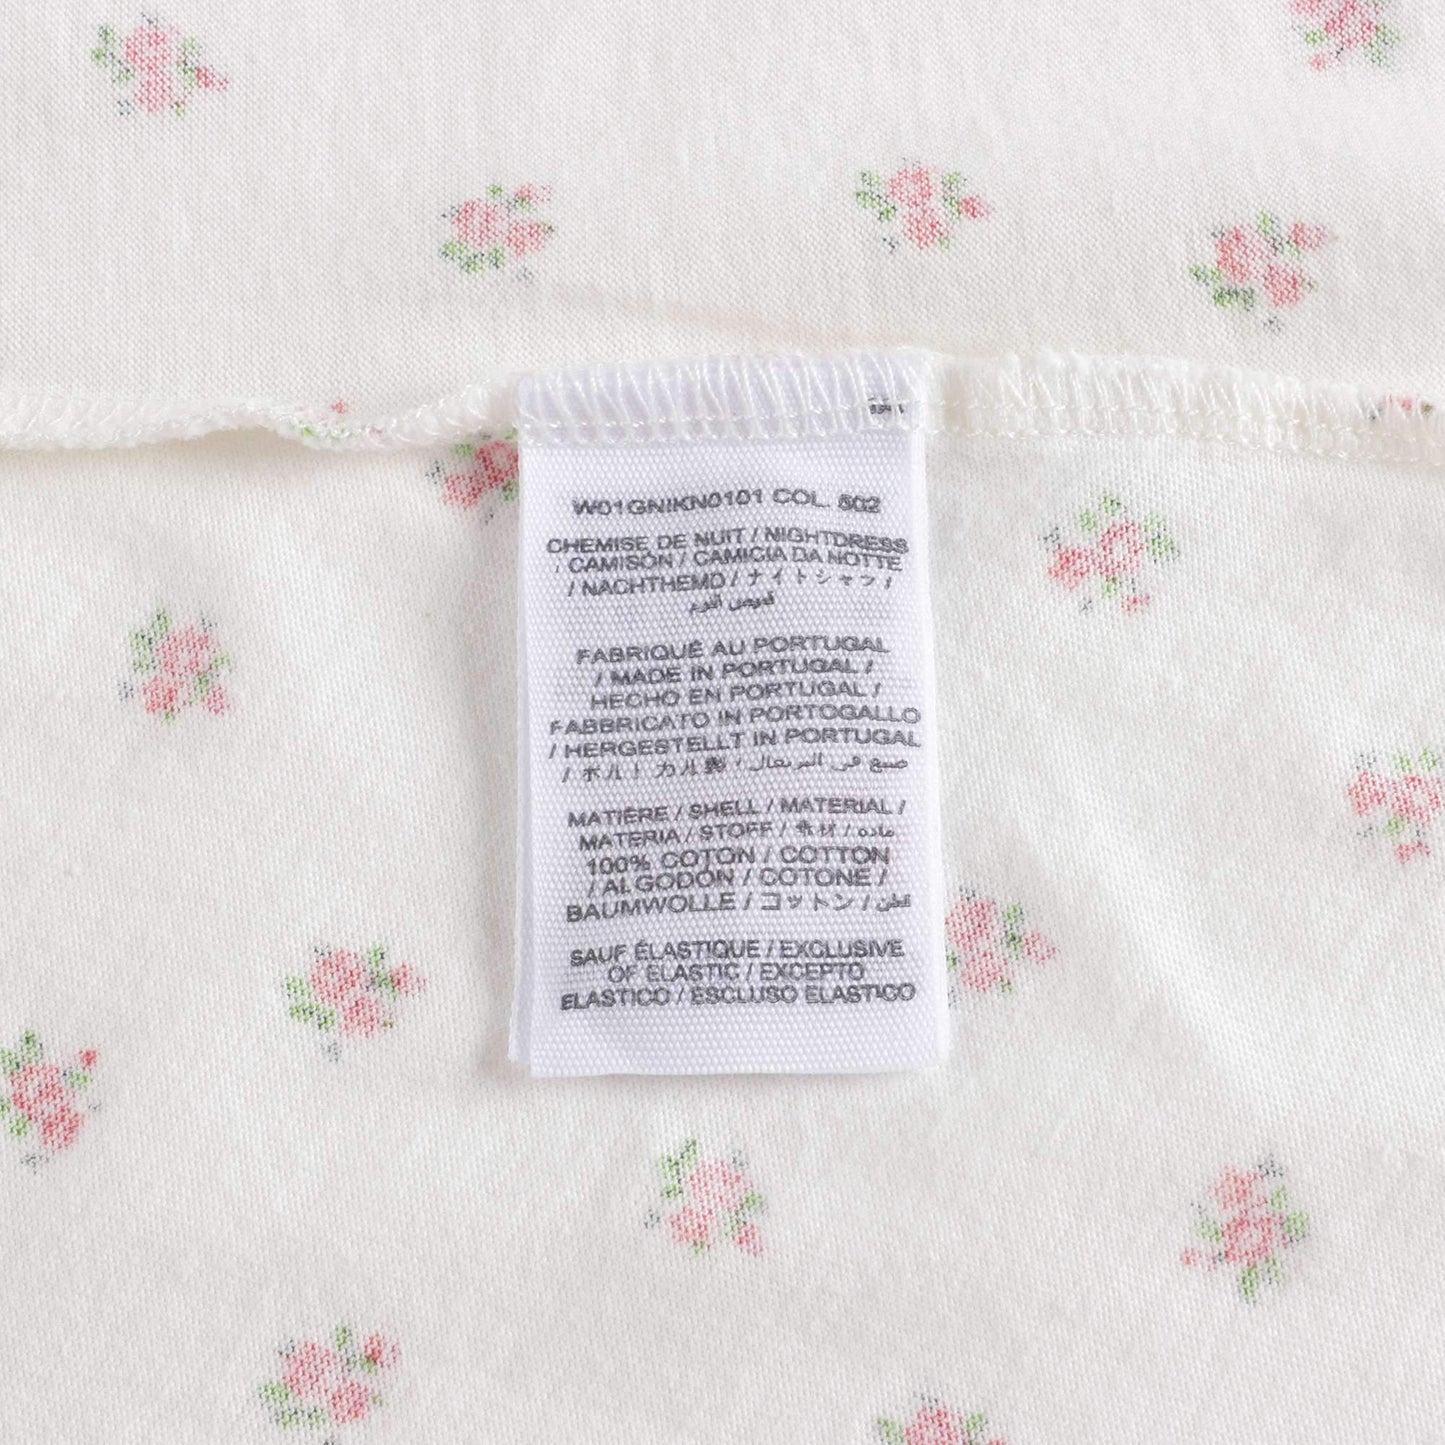 W01GNIKN0101 COL. 502
CHEMISE DE NUIT / NIGHTDRESS
/ CAMISÓN / CAMICIA DA NOTTE
/ NACHTHEMD / ナイトシャツ /
قميص النوم
FABRIQUÉ AU PORTUGAL
/ MADE IN PORTUGAL /
HECHO EN PORTUGAL /
FABBRICATO IN PORTOGALLO
/ HERGESTELLT IN PORTUGAL
/ ポルトガル製 / صنع في البرتغال
MATIÈRE / SHELL / MATERIAL /
MATERIA / STOFF / 素材 / مادة
100% COTON / COTTON
/ ALGODÓN / COTONE /
BAUMWOLLE / コットン / قطن
SAUF ÉLASTIQUE / EXCLUSIVE
OF ELASTIC / EXCEPTO
ELASTICO / ESCLUSO ELASTICO